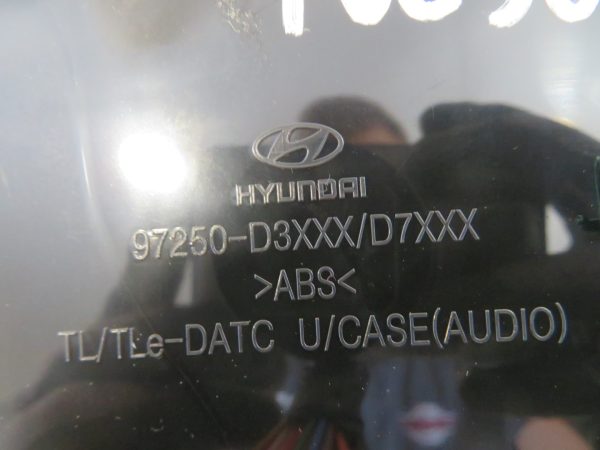 HYUNDAI
97250-D3XXX/D7XXX
>ABS<
TL/TLe-DATC U/CASE(AUDIO)